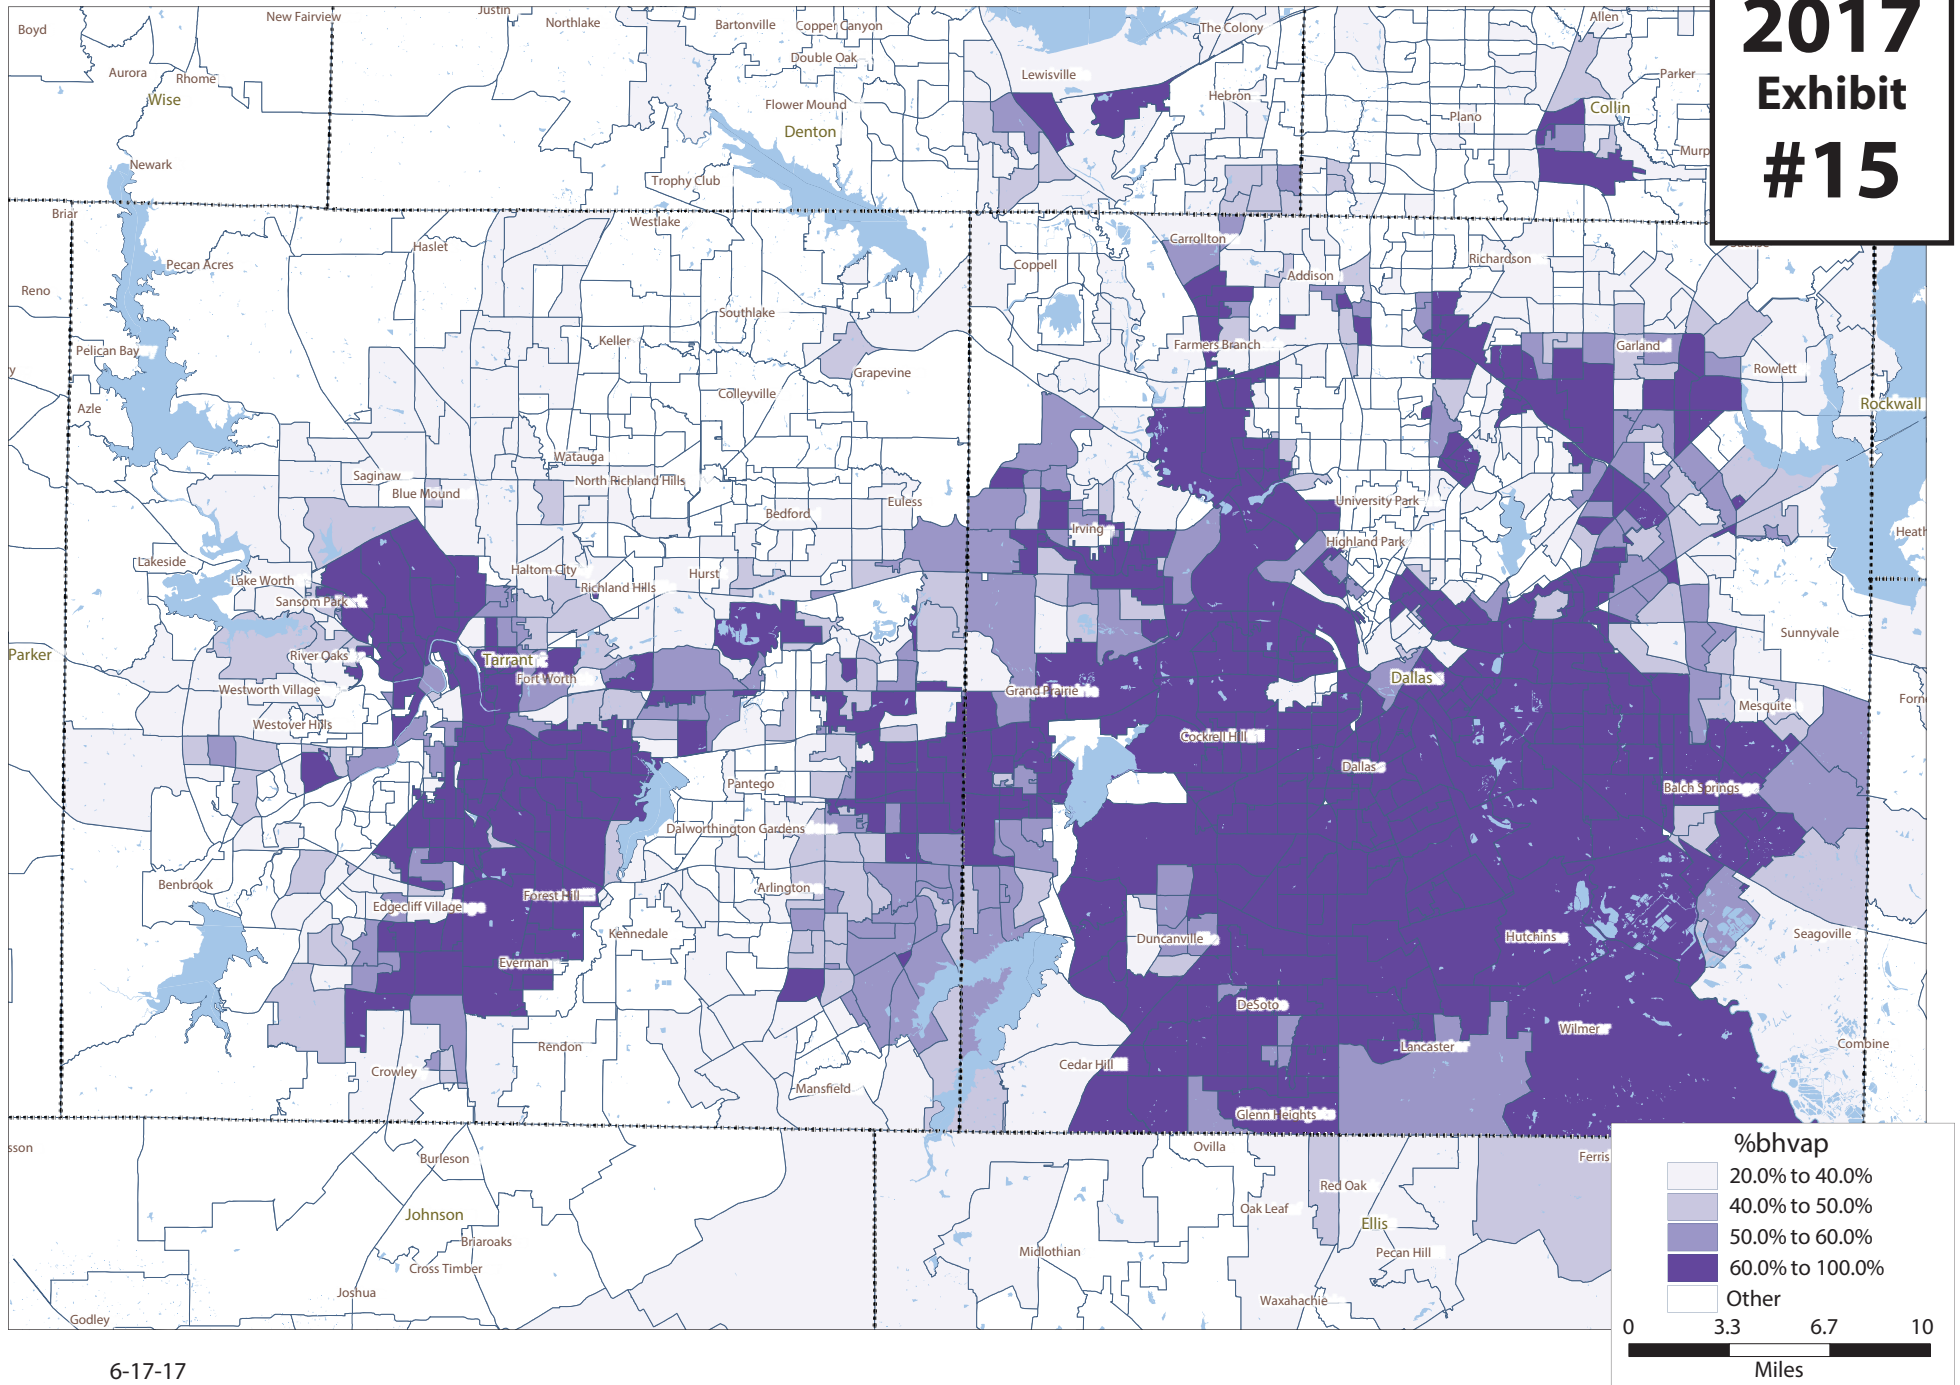 2017
Exhibit
#15
Boyd
New Fairview
Justin
Northlake
Bartonville
Copper Canyon
The Colony
Allen
Aurora
Rhome
Wise
Double Oak
Lewisville
Parker
Flower Mound
Denton
Hebron
Plano
Collin
Newark
Trophy Club
Murp
Briar
Westlake
Haslet
Carrollton
Pecan Acres
Coppell
Addison
Richardson
Reno
Southlake
Pelican Bay
Keller
Farmers Branch
Garland
y
Grapevine
Rowlett
Azle
Colleyville
Rockwall
Watauga
Saginaw
North Richland Hills
Blue Mound
Euless
University Park
Bedford
Irving
Highland Park
Heath
Lakeside
Lake Worth
Haltom City
Hurst
Richland Hills
Sansom Park
Sunnyvale
Parker
River Oaks
Tarrant
Fort Worth
Dallas
Westworth Village
Grand Prairie
Forn
Mesquite
Westover Hills
Cockrell Hill
Dallas
Pantego
Balch Springs
Dalworthington Gardens
Benbrook
Arlington
Forest Hill
Edgecliff Village
Kennedale
Duncanville
Hutchins
Seagoville
Everman
DeSoto
Wilmer
Rendon
Lancaster
Combine
Crowley
Cedar Hill
Mansfield
Glenn Heights
sson
Burleson
Ovilla
Ferris
Red Oak
Johnson
Oak Leaf
Ellis
Briaroaks
Midlothian
Pecan Hill
Cross Timber
Joshua
Waxahachie
Godley
%bhvap
20.0% to 40.0%
40.0% to 50.0%
50.0% to 60.0%
60.0% to 100.0%
Other
0 3.3 6.7 10
Miles
6-17-17